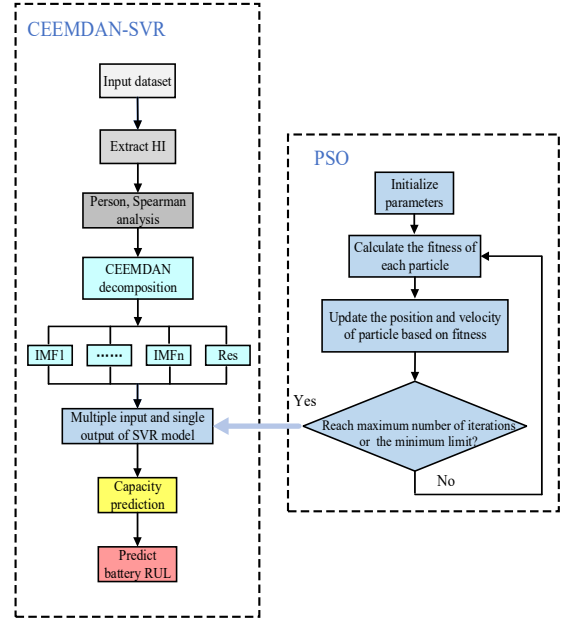 CEEMDAN-SVR
Input dataset
Extract HI
Person, Spearman
analysis
CEEMDAN
decomposition
IMF1
......
IMFn
Res
Multiple input and single
output of SVR model
Capacity
prediction
Predict
battery RUL
PSO
Initialize
parameters
Calculate the fitness of
each particle
Update the position and velocity
of particle based on fitness
Reach maximum number of iterations
or the minimum limit?
Yes
No